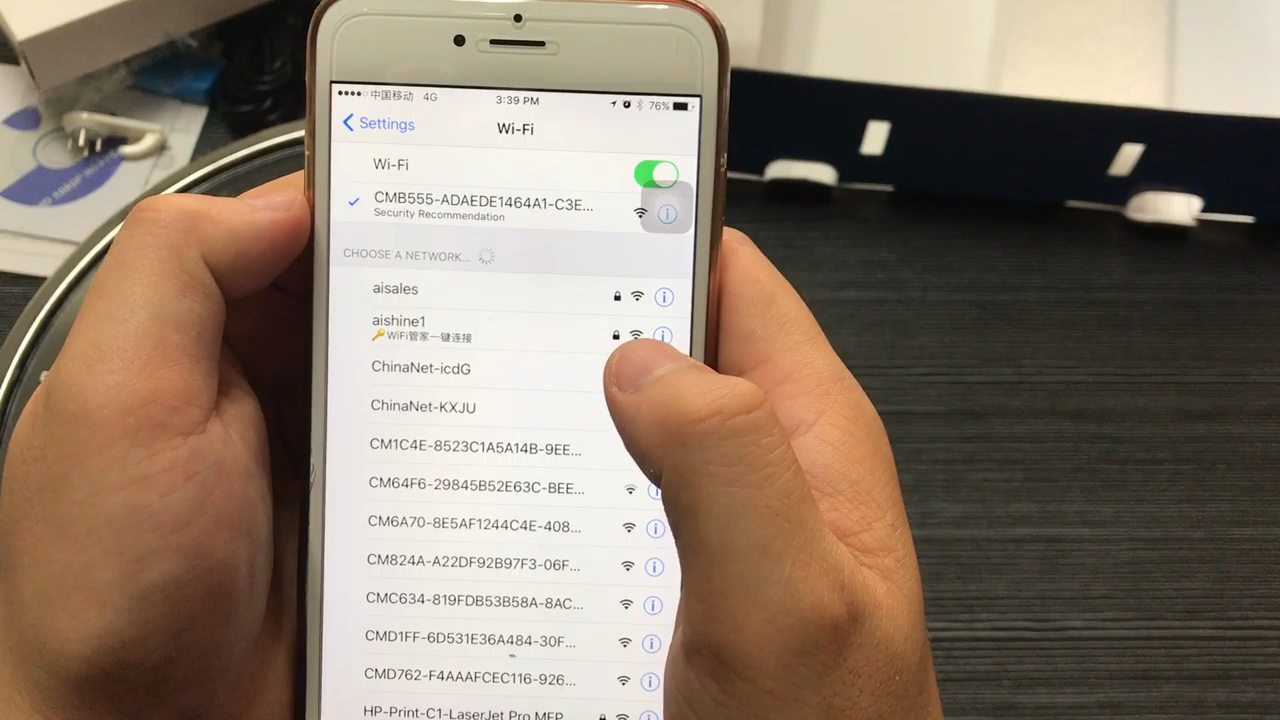 中国移动 4G 3:39 PM 76%
Settings Wi-Fi
Wi-Fi
CMB555-ADAEDE1464A1-C3E...
Security Recommendation
CHOOSE A NETWORK...
aisales
aishine1
WiFi管家一键连接
ChinaNet-icdG
ChinaNet-KXJU
CM1C4E-8523C1A5A14B-9EE...
CM64F6-29845B52E63C-BEE...
CM6A70-8E5AF1244C4E-408...
CM824A-A22DF92B97F3-06F...
CMC634-819FDB53B58A-8AC...
CMD1FF-6D531E36A484-30F...
CMD762-F4AAAFCEC116-926...
HP-Print-C1-LaserJet Pro MFP